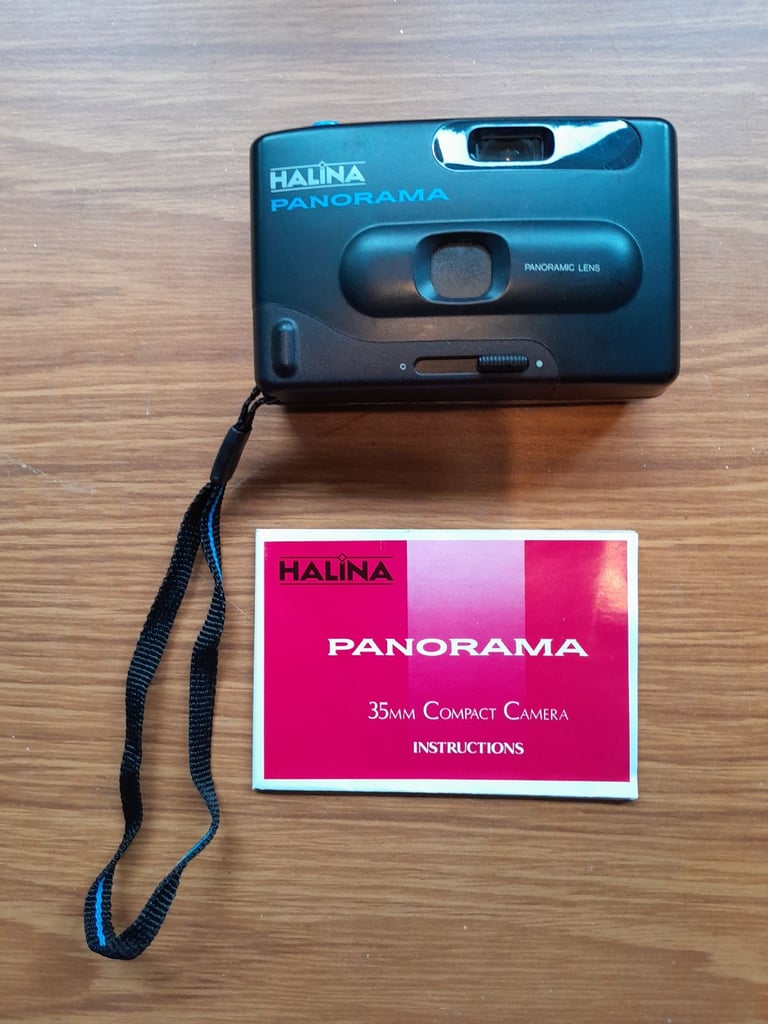 HALINA
PANORAMA
PANORAMIC LENS
HALINA
PANORAMA
35MM COMPACT CAMERA
INSTRUCTIONS